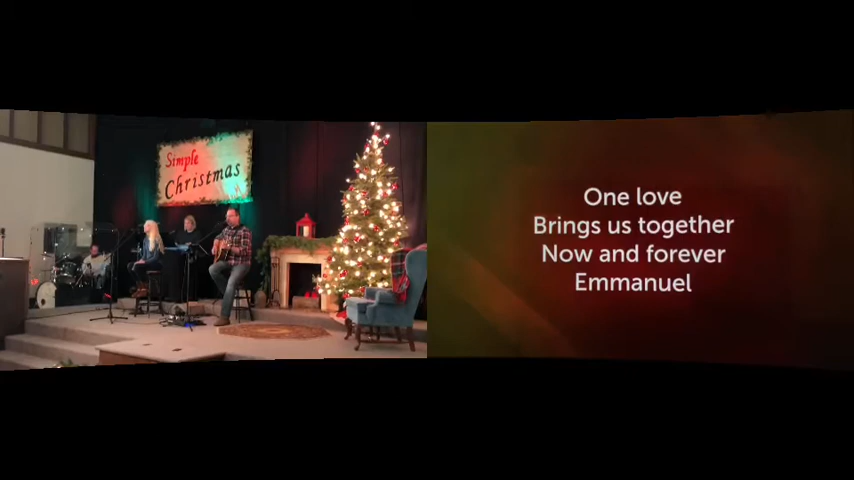 Simple
Christmas
One love
Brings us together
Now and forever
Emmanuel